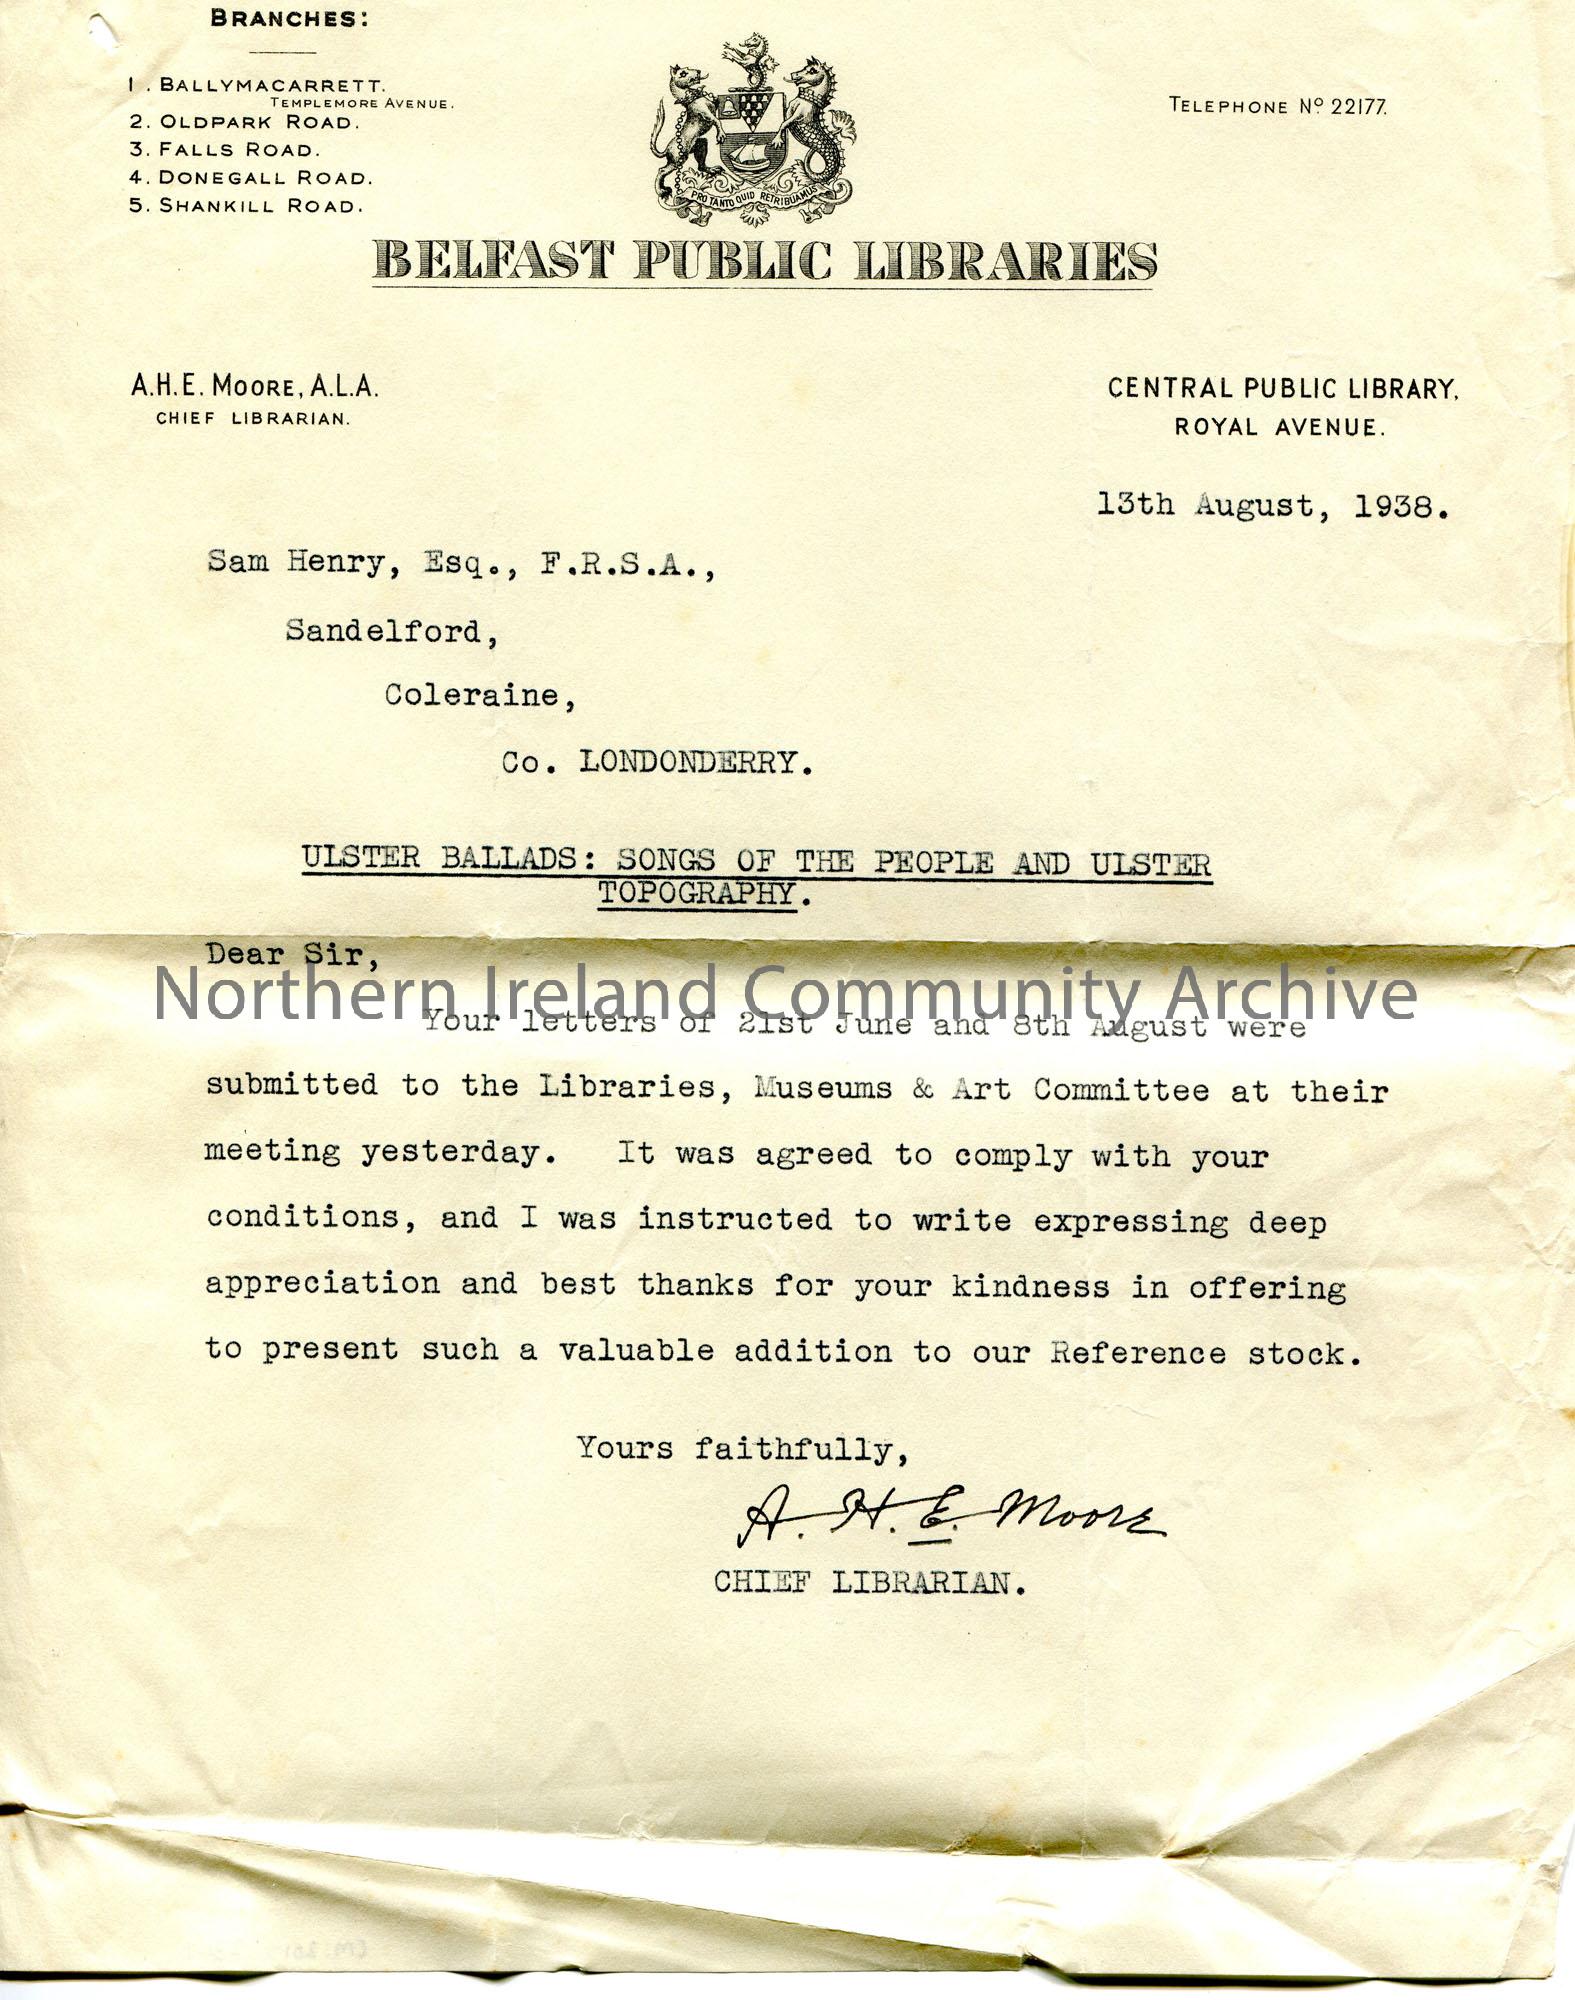 BRANCHES:
1. BALLYMACARRETT.
TEMPLEMORE AVENUE.
2. OLDPARK ROAD.
3. FALLS ROAD.
4. DONEGALL ROAD.
5. SHANKILL ROAD.
PRO TANTO QUID RETRIBUAMUS
TELEPHONE Nº 22177.
BELFAST PUBLIC LIBRARIES
A.H.E. MOORE, A.L.A.
CHIEF LIBRARIAN.
CENTRAL PUBLIC LIBRARY,
ROYAL AVENUE.
13th August, 1938.
Sam Henry, Esq., F.R.S.A.,
Sandelford,
Coleraine,
Co. LONDONDERRY.
ULSTER BALLADS: SONGS OF THE PEOPLE AND ULSTER
TOPOGRAPHY.
Dear Sir,
Northern Ireland Community Archive
Your letters of 21st June and 8th August were
submitted to the Libraries, Museums & Art Committee at their
meeting yesterday. It was agreed to comply with your
conditions, and I was instructed to write expressing deep
appreciation and best thanks for your kindness in offering
to present such a valuable addition to our Reference stock.
Yours faithfully,
A. H. E. Moore
CHIEF LIBRARIAN.